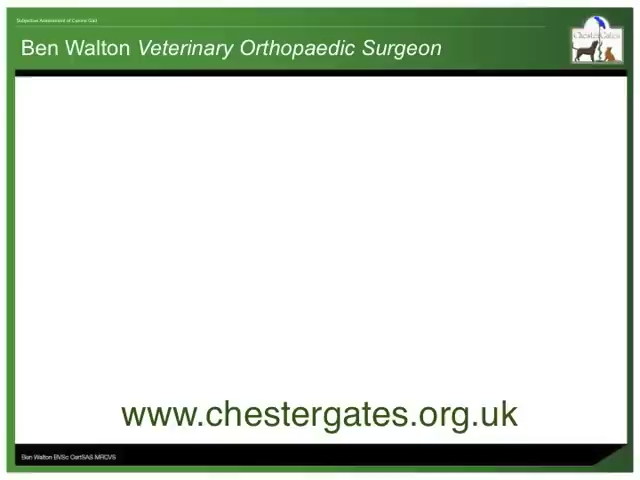 Subjective Assessment of Canine Gait
Ben Walton Veterinary Orthopaedic Surgeon
ChesterGates
www.chestergates.org.uk
Ben Walton BVSc CertSAS MRCVS